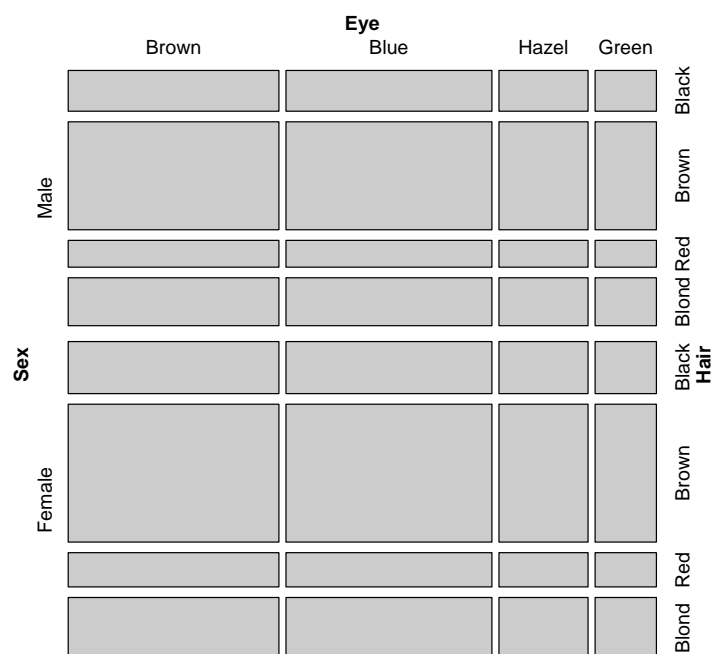 Eye
Brown Blue Hazel Green
Sex
Male
Female
Hair
Black
Brown
Red
Blond
Black
Brown
Red
Blond